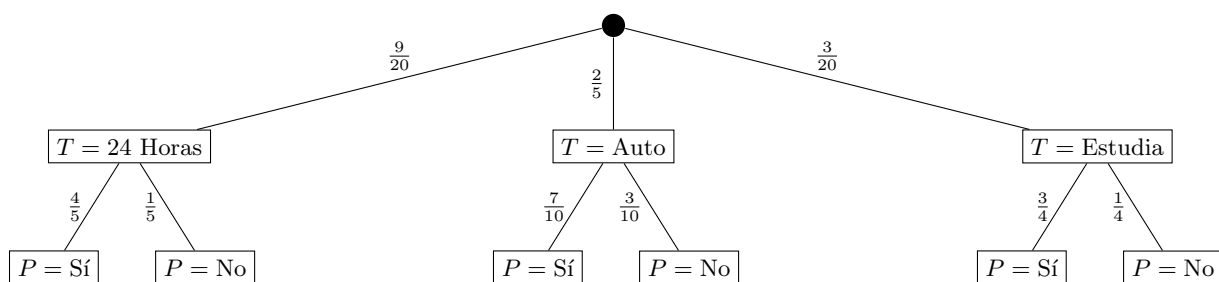 9/20 2/5 3/20
T = 24 Horas T = Auto T = Estudia
4/5 1/5 7/10 3/10 3/4 1/4
P = Sí P = No P = Sí P = No P = Sí P = No